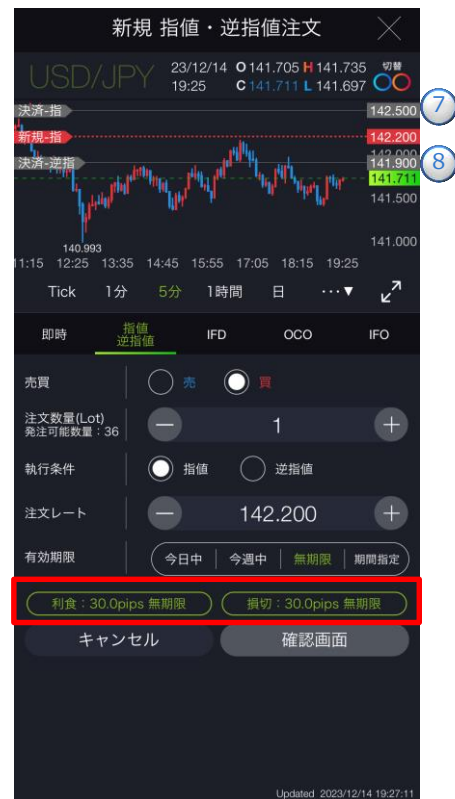 新規 指値・逆指値注文
USD/JPY 23/12/14 O 141.705 H 141.735 切替
19:25 C 141.711 L 141.697
決済-指 142.500 7
新規-指 142.200
決済-逆指 141.900 8
141.711
141.500
140.993 141.000
11:15 12:25 13:35 14:45 15:55 17:05 18:15 19:25
Tick 1分 5分 1時間 日 ···▼
即時 指値 逆指値 IFD OCO IFO
売買 売 買
注文数量(Lot)
発注可能数量:36 1
執行条件 指値 逆指値
注文レート 142.200
有効期限 今日中 今週中 無期限 期間指定
利食:30.0pips 無期限 損切:30.0pips 無期限
キャンセル 確認画面
Updated 2023/12/14 19:27:11